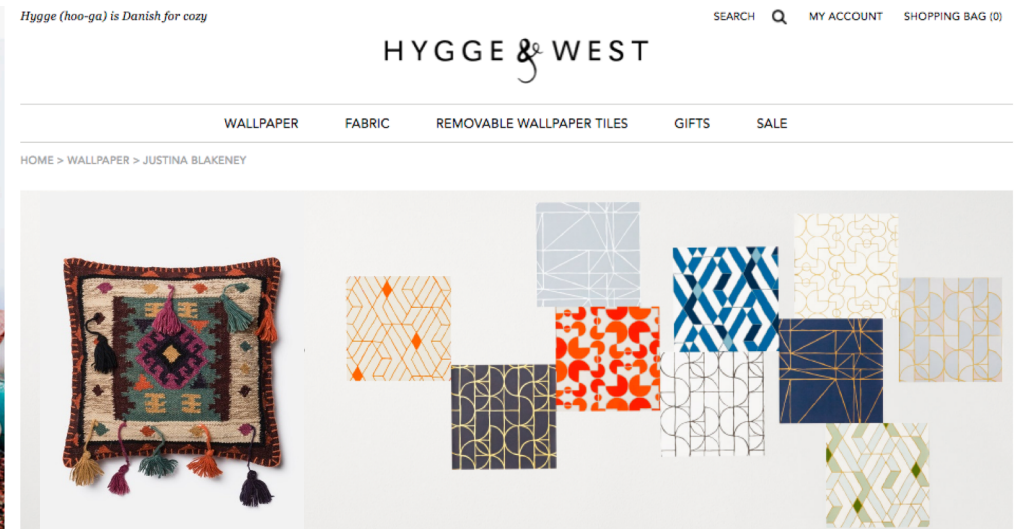 Hygge (hoo-ga) is Danish for cozy
SEARCH MY ACCOUNT SHOPPING BAG (0)
HYGGE & WEST
WALLPAPER FABRIC REMOVABLE WALLPAPER TILES GIFTS SALE
HOME > WALLPAPER > JUSTINA BLAKENEY